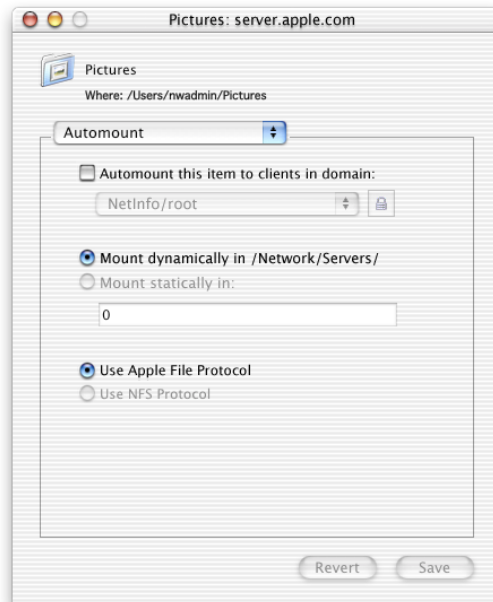 Pictures: server.apple.com
Pictures
Where: /Users/nwadmin/Pictures
Automount
Automount this item to clients in domain:
NetInfo/root
Mount dynamically in /Network/Servers/
Mount statically in:
0
Use Apple File Protocol
Use NFS Protocol
Revert Save